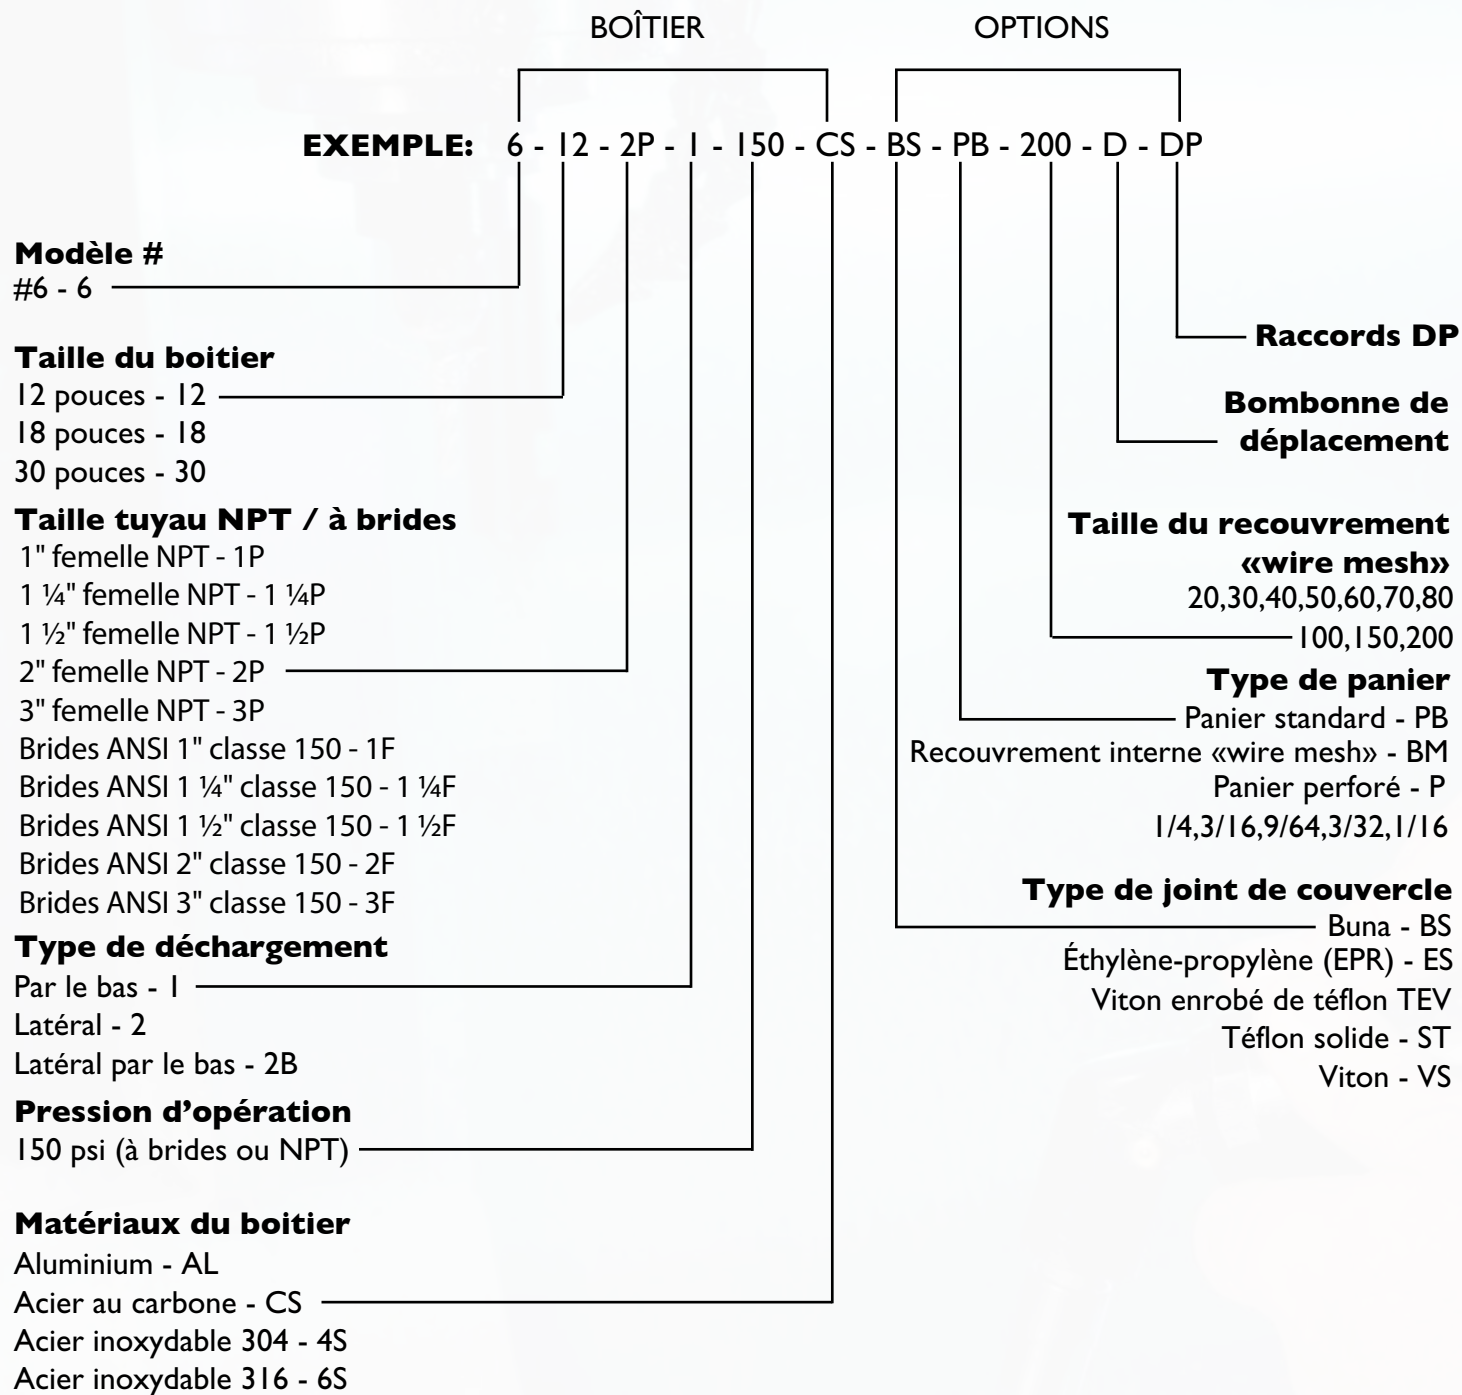 BOÎTIER
OPTIONS
EXEMPLE: 6 - 12 - 2P - 1 - 150 - CS - BS - PB - 200 - D - DP
Modèle #
#6 - 6
Taille du boitier
12 pouces - 12
18 pouces - 18
30 pouces - 30
Taille tuyau NPT / à brides
1" femelle NPT - 1P
1 ¼" femelle NPT - 1 ¼P
1 ½" femelle NPT - 1 ½P
2" femelle NPT - 2P
3" femelle NPT - 3P
Brides ANSI 1" classe 150 - 1F
Brides ANSI 1 ¼" classe 150 - 1 ¼F
Brides ANSI 1 ½" classe 150 - 1 ½F
Brides ANSI 2" classe 150 - 2F
Brides ANSI 3" classe 150 - 3F
Type de déchargement
Par le bas - 1
Latéral - 2
Latéral par le bas - 2B
Pression d’opération
150 psi (à brides ou NPT)
Matériaux du boitier
Aluminium - AL
Acier au carbone - CS
Acier inoxydable 304 - 4S
Acier inoxydable 316 - 6S
Raccords DP
Bombonne de
déplacement
Taille du recouvrement
«wire mesh»
20,30,40,50,60,70,80
100,150,200
Type de panier
Panier standard - PB
Recouvrement interne «wire mesh» - BM
Panier perforé - P
1/4,3/16,9/64,3/32,1/16
Type de joint de couvercle
Buna - BS
Éthylène-propylène (EPR) - ES
Viton enrobé de téflon TEV
Téflon solide - ST
Viton - VS